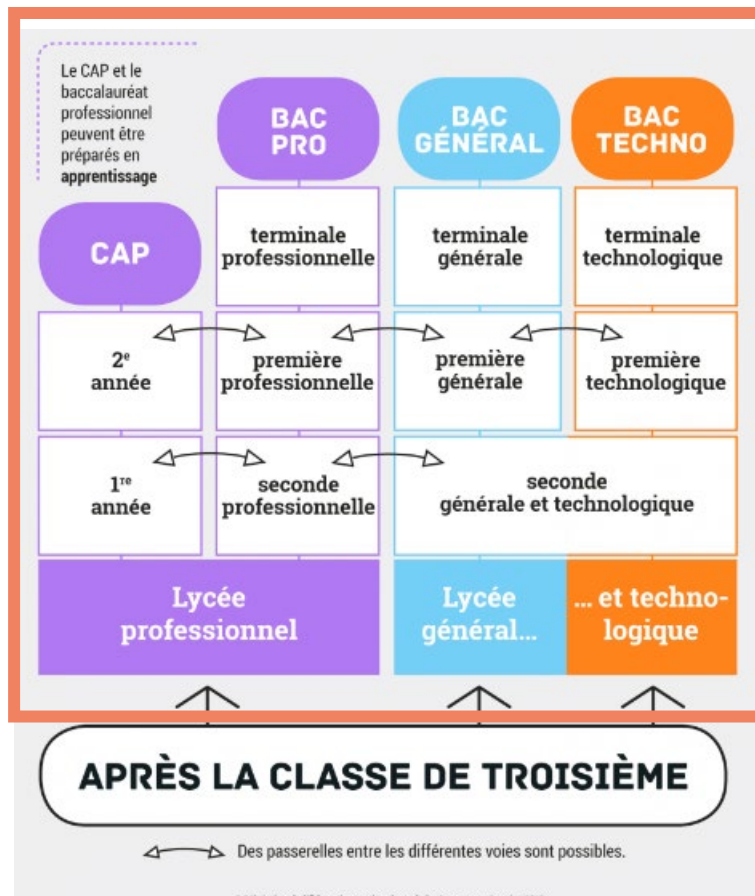 Le CAP et le
baccalauréat
professionnel
peuvent être
préparés en
apprentissage
BAC
PRO
BAC
GÉNÉRAL
BAC
TECHNO
CAP
terminale
professionnelle
terminale
générale
terminale
technologique
2e
année
première
professionnelle
première
générale
première
technologique
1re
année
seconde
professionnelle
seconde
générale et technologique
Lycée
professionnel
Lycée
général...
... et techno-
logique
APRÈS LA CLASSE DE TROISIÈME
Des passerelles entre les différentes voies sont possibles.